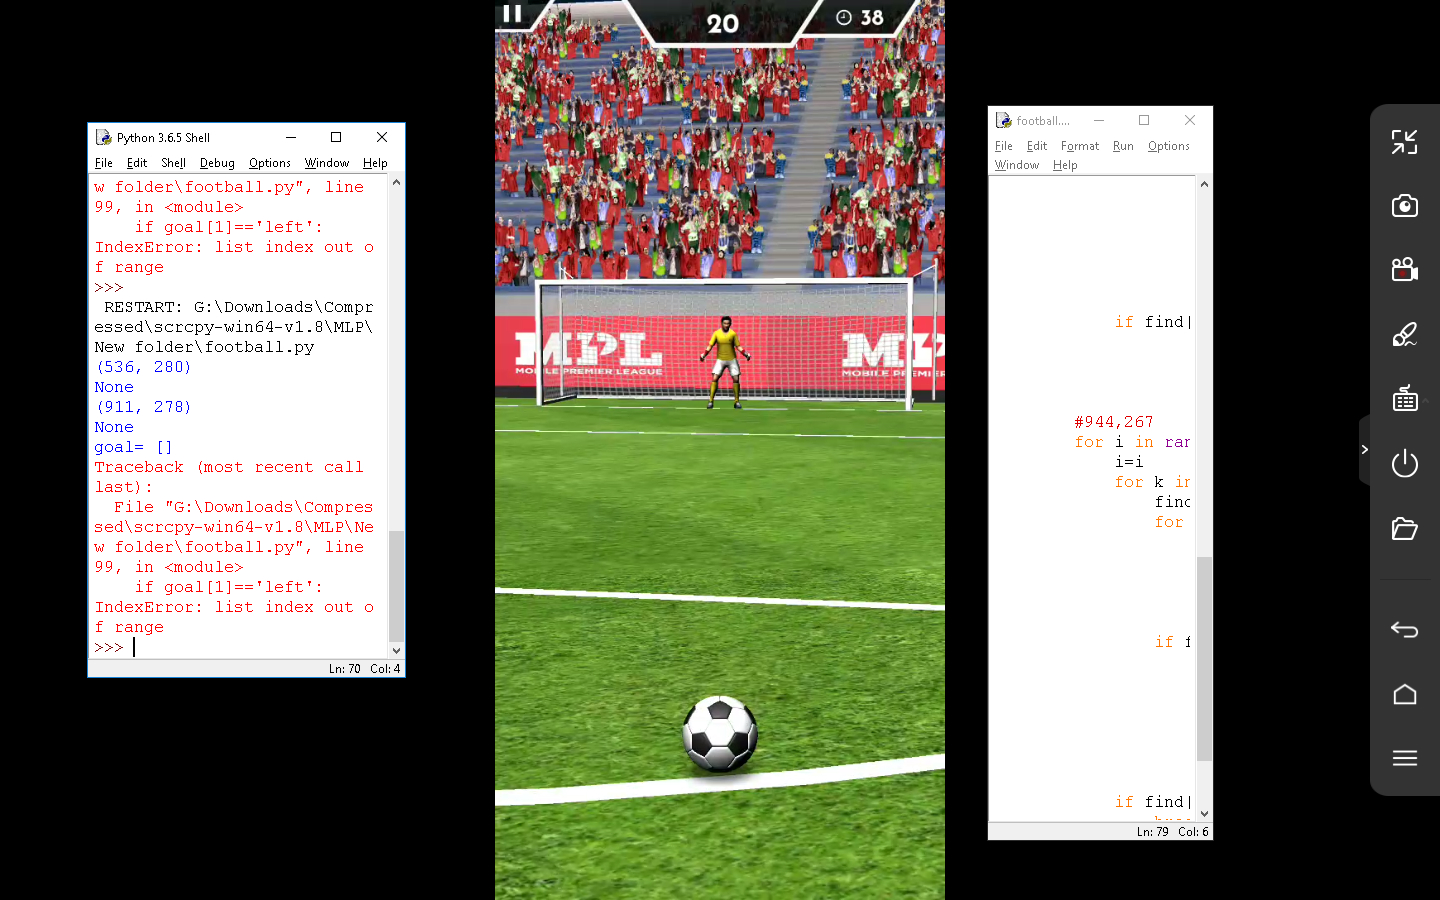 Python 3.6.5 Shell
File Edit Shell Debug Options Window Help
w folder\football.py", line
99, in <module>
if goal[1]=='left':
IndexError: list index out o
f range
>>>
RESTART: G:\Downloads\Compr
essed\scrcpy-win64-v1.8\MLP\
New folder\football.py
(536, 280)
None
(911, 278)
None
goal= []
Traceback (most recent call
last):
File "G:\Downloads\Compres
sed\scrcpy-win64-v1.8\MLP\Ne
w folder\football.py", line
99, in <module>
if goal[1]=='left':
IndexError: list index out o
f range
>>>
Ln: 70 Col: 4
20
38
MPL
MOBILE PREMIER LEAGUE
MP
MOBILE PREMIER
football....
File Edit Format Run Options
Window Help
if find
#944,267
for i in ran
i=i
for k in
find
for
if f
if find
Ln: 79 Col: 6